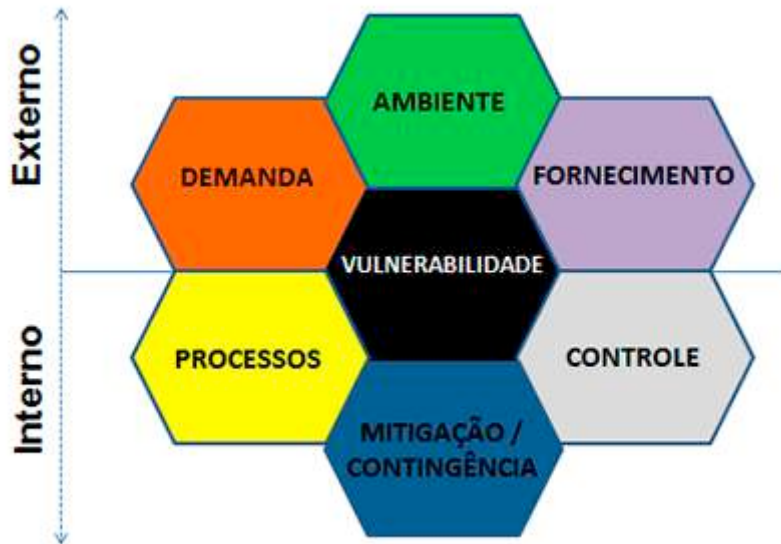 Externo
AMBIENTE
DEMANDA
FORNECIMENTO
VULNERABILIDADE
Interno
PROCESSOS
CONTROLE
MITIGAÇÃO /
CONTINGÊNCIA